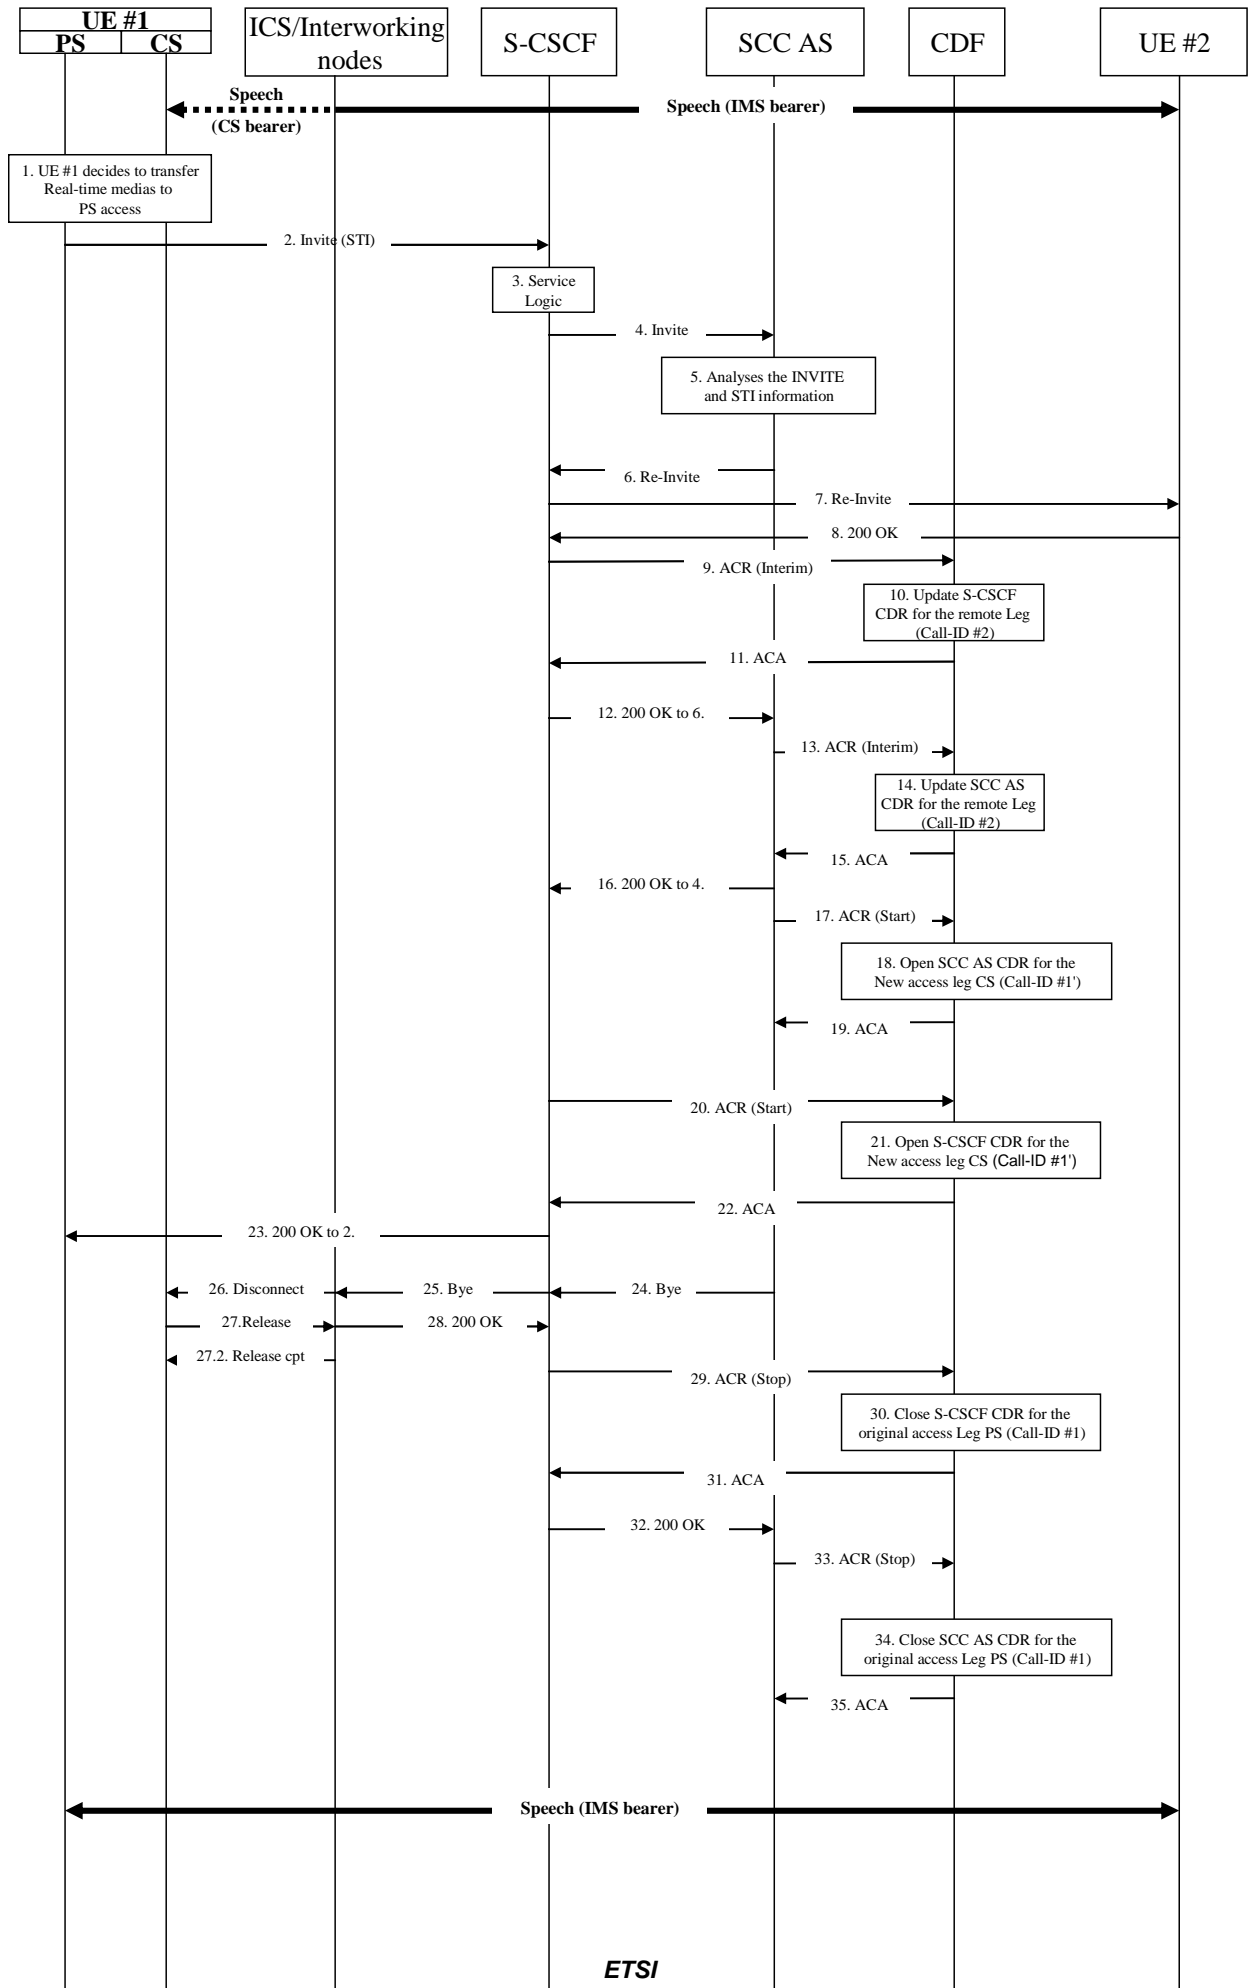 UE #1
PS
CS
ICS/Interworking
nodes
S-CSCF
SCC AS
CDF
UE #2
Speech
(CS bearer)
Speech (IMS bearer)
1. UE #1 decides to transfer
Real-time medias to
PS access
2. Invite (STI)
3. Service
Logic
4. Invite
5. Analyses the INVITE
and STI information
6. Re-Invite
7. Re-Invite
8. 200 OK
9. ACR (Interim)
10. Update S-CSCF
CDR for the remote Leg
(Call-ID #2)
11. ACA
12. 200 OK to 6.
13. ACR (Interim)
14. Update SCC AS
CDR for the remote Leg
(Call-ID #2)
15. ACA
16. 200 OK to 4.
17. ACR (Start)
18. Open SCC AS CDR for the
New access leg CS (Call-ID #1')
19. ACA
20. ACR (Start)
21. Open S-CSCF CDR for the
New access leg CS (Call-ID #1')
22. ACA
23. 200 OK to 2.
26. Disconnect
25. Bye
24. Bye
27.Release
28. 200 OK
27.2. Release cpt
29. ACR (Stop)
30. Close S-CSCF CDR for the
original access Leg PS (Call-ID #1)
31. ACA
32. 200 OK
33. ACR (Stop)
34. Close SCC AS CDR for the
original access Leg PS (Call-ID #1)
35. ACA
Speech (IMS bearer)
ETSI